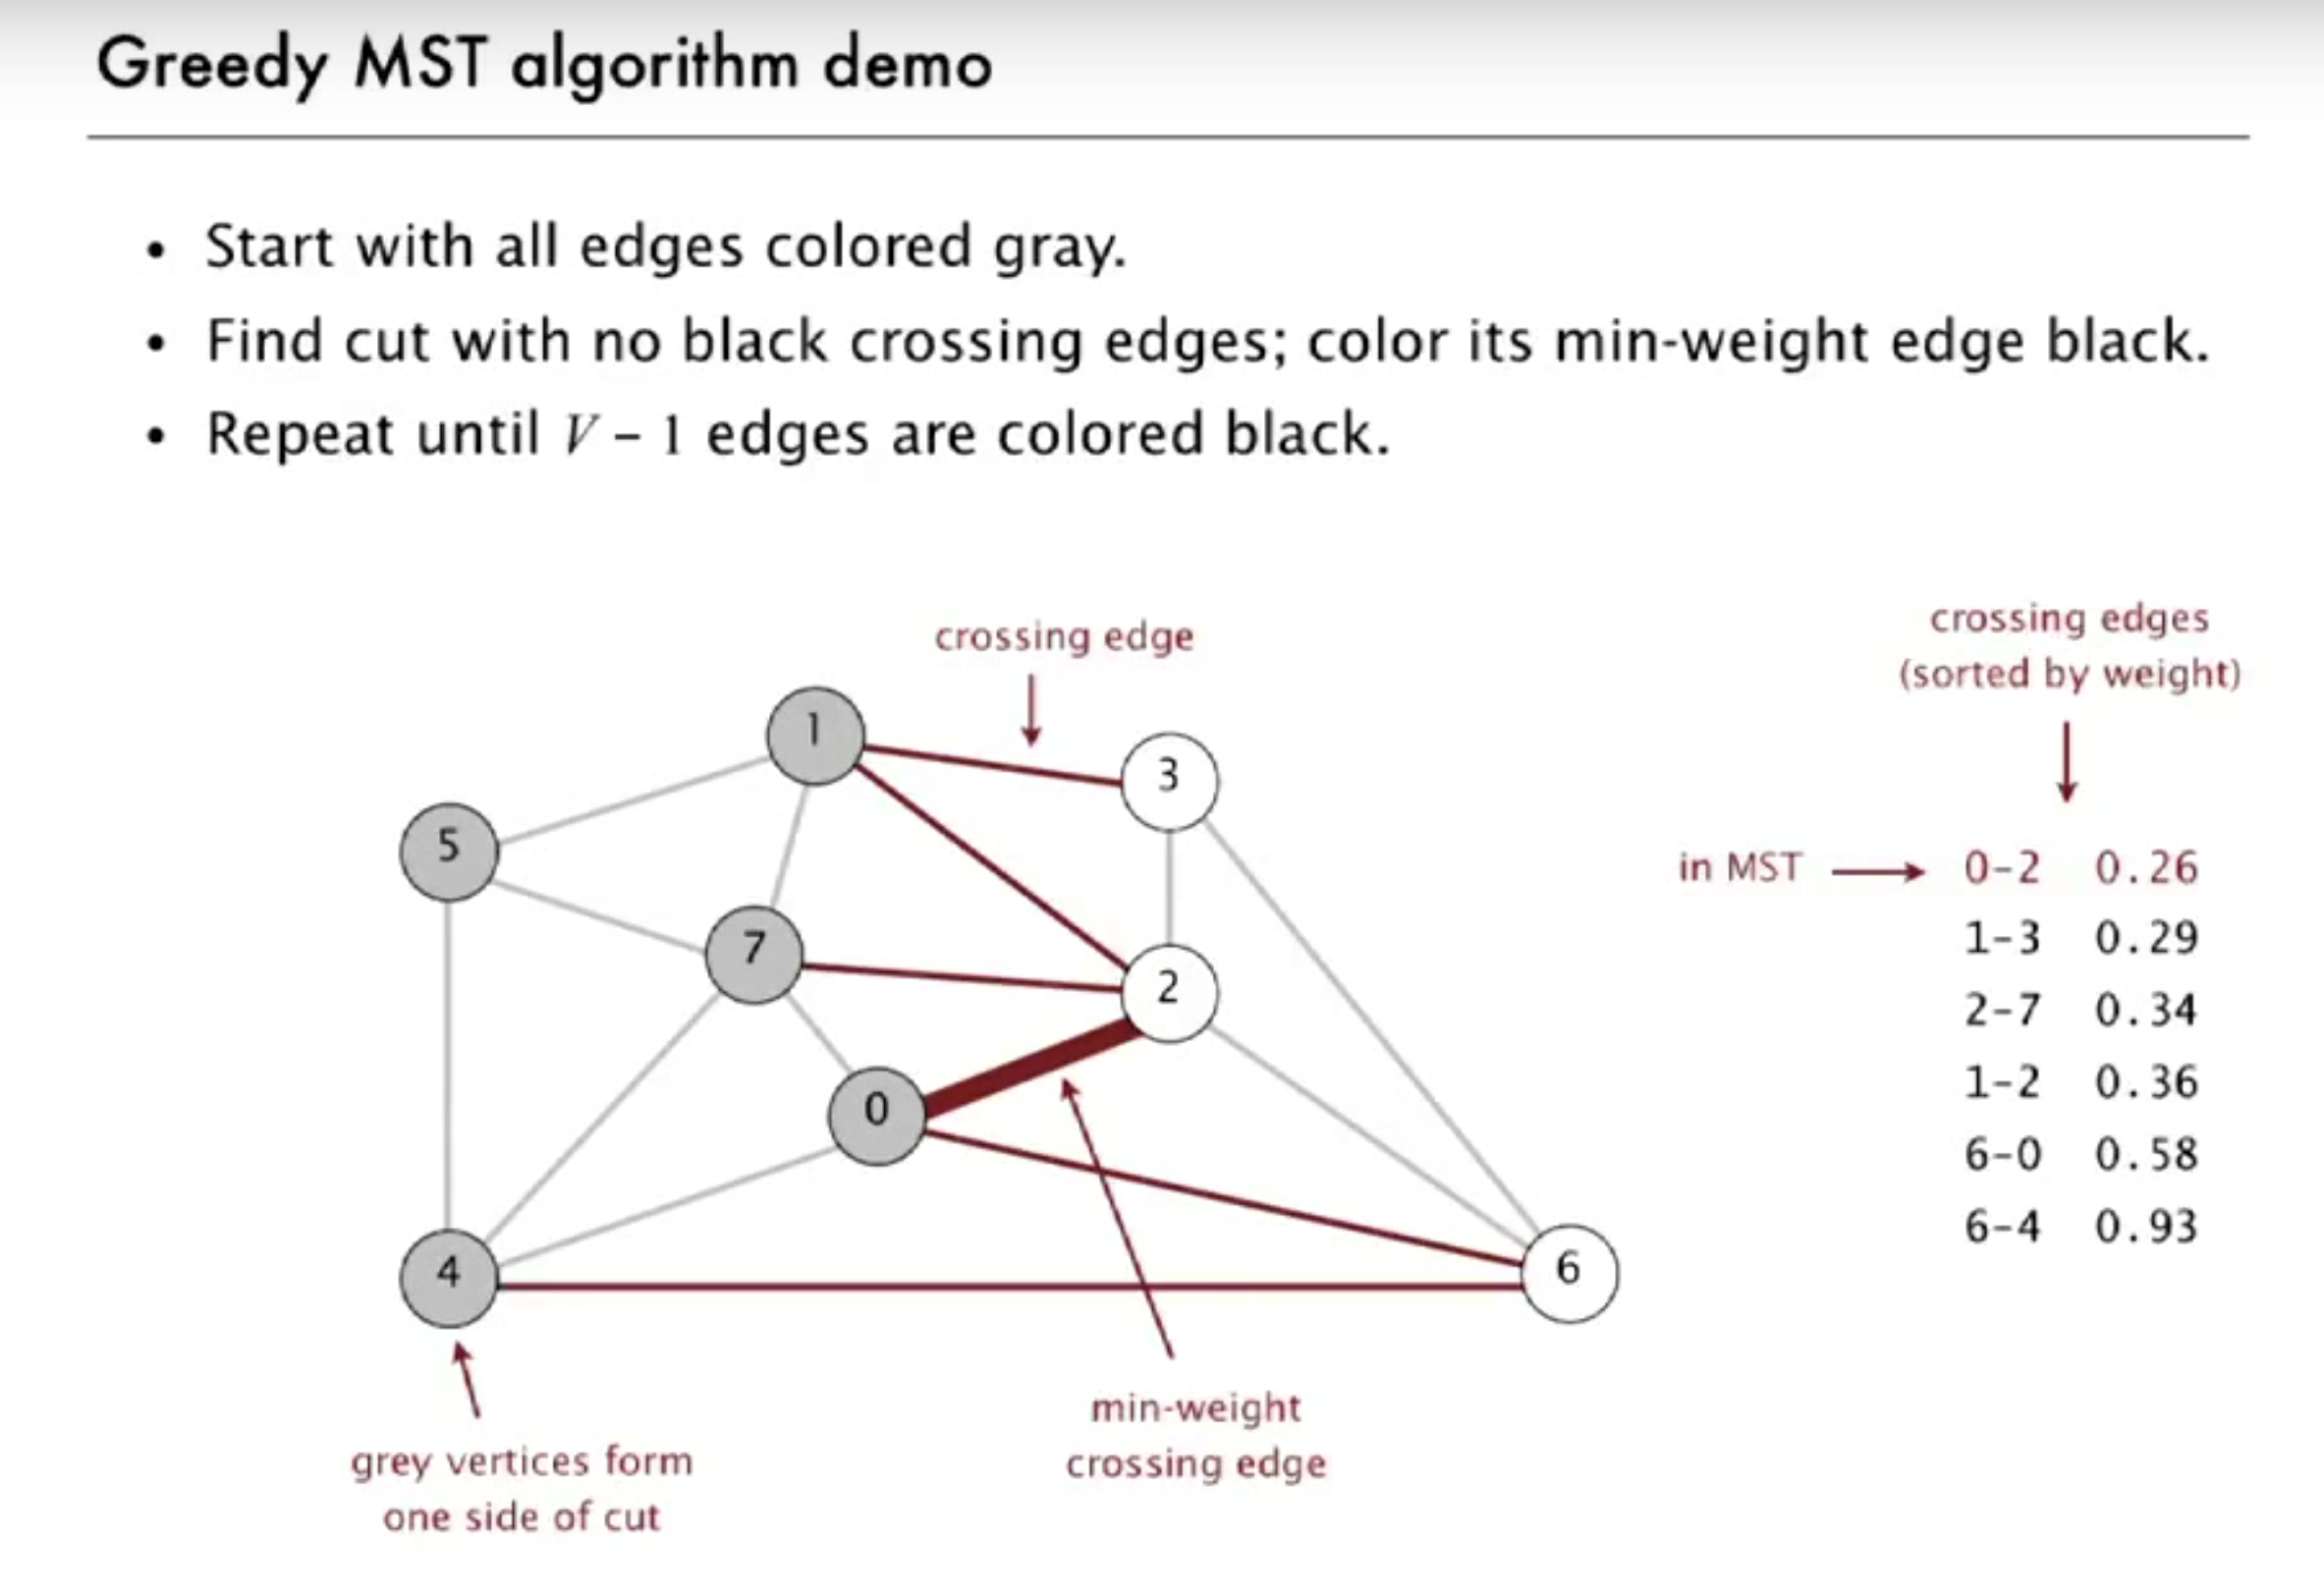 Greedy MST algorithm demo
• Start with all edges colored gray.
• Find cut with no black crossing edges; color its min-weight edge black.
• Repeat until V – 1 edges are colored black.
crossing edge
1
3
5
7
2
0
4
6
grey vertices form
one side of cut
min-weight
crossing edge
crossing edges
(sorted by weight)
in MST 0-2 0.26
1-3 0.29
2-7 0.34
1-2 0.36
6-0 0.58
6-4 0.93